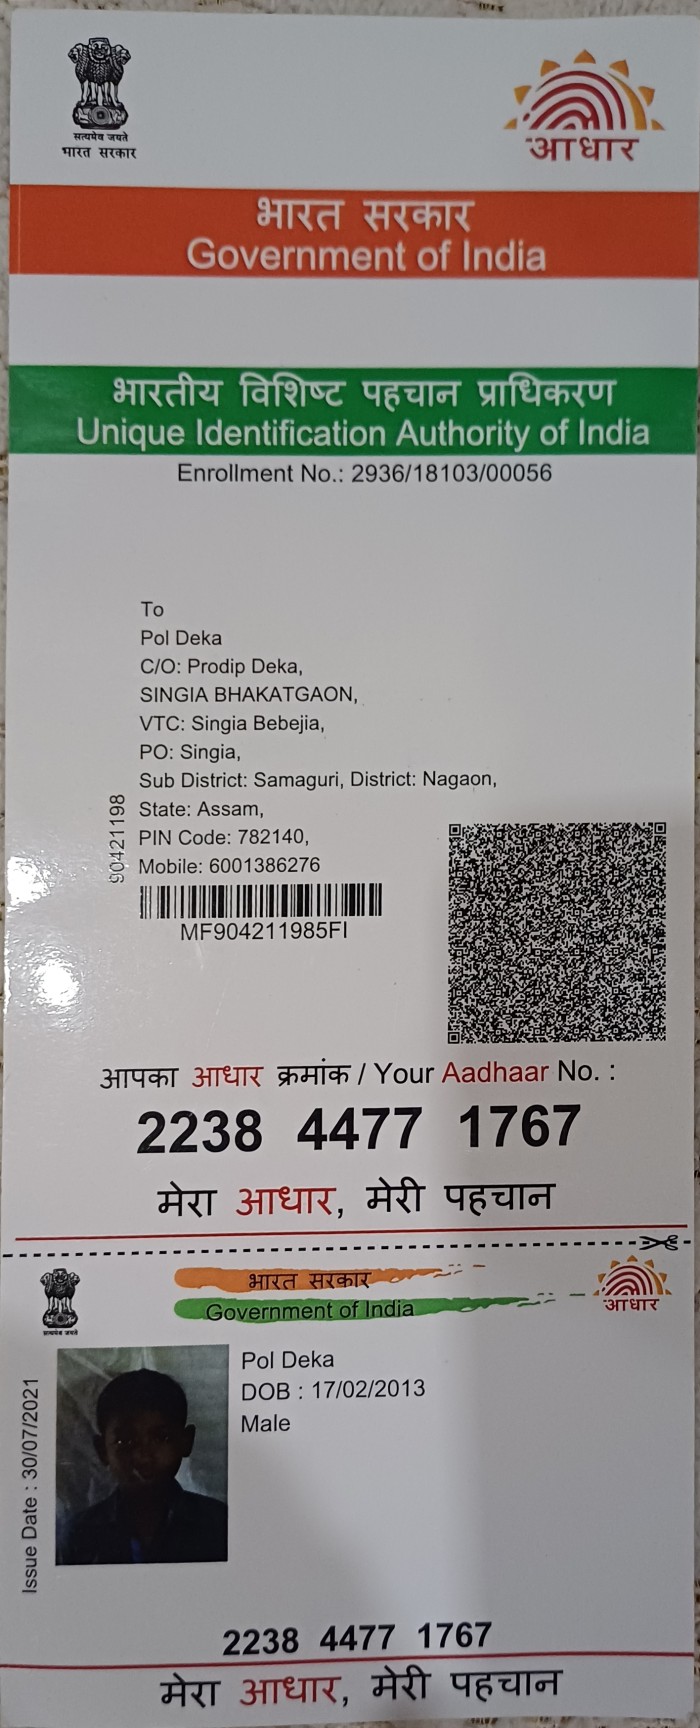 सत्यमेव जयते
भारत सरकार
आधार
भारत सरकार
Government of India
भारतीय विशिष्ट पहचान प्राधिकरण
Unique Identification Authority of India
Enrollment No.: 2936/18103/00056
To
Pol Deka
C/O: Prodip Deka,
SINGIA BHAKATGAON,
VTC: Singia Bebejia,
PO: Singia,
Sub District: Samaguri, District: Nagaon,
State: Assam,
PIN Code: 782140,
Mobile: 6001386276
90421198
MF904211985FI
आपका आधार क्रमांक / Your Aadhaar No. :
2238 4477 1767
मेरा आधार, मेरी पहचान
सत्यमेव जयते
भारत सरकार
Government of India
आधार
Issue Date : 30/07/2021
Pol Deka
DOB : 17/02/2013
Male
2238 4477 1767
मेरा आधार, मेरी पहचान